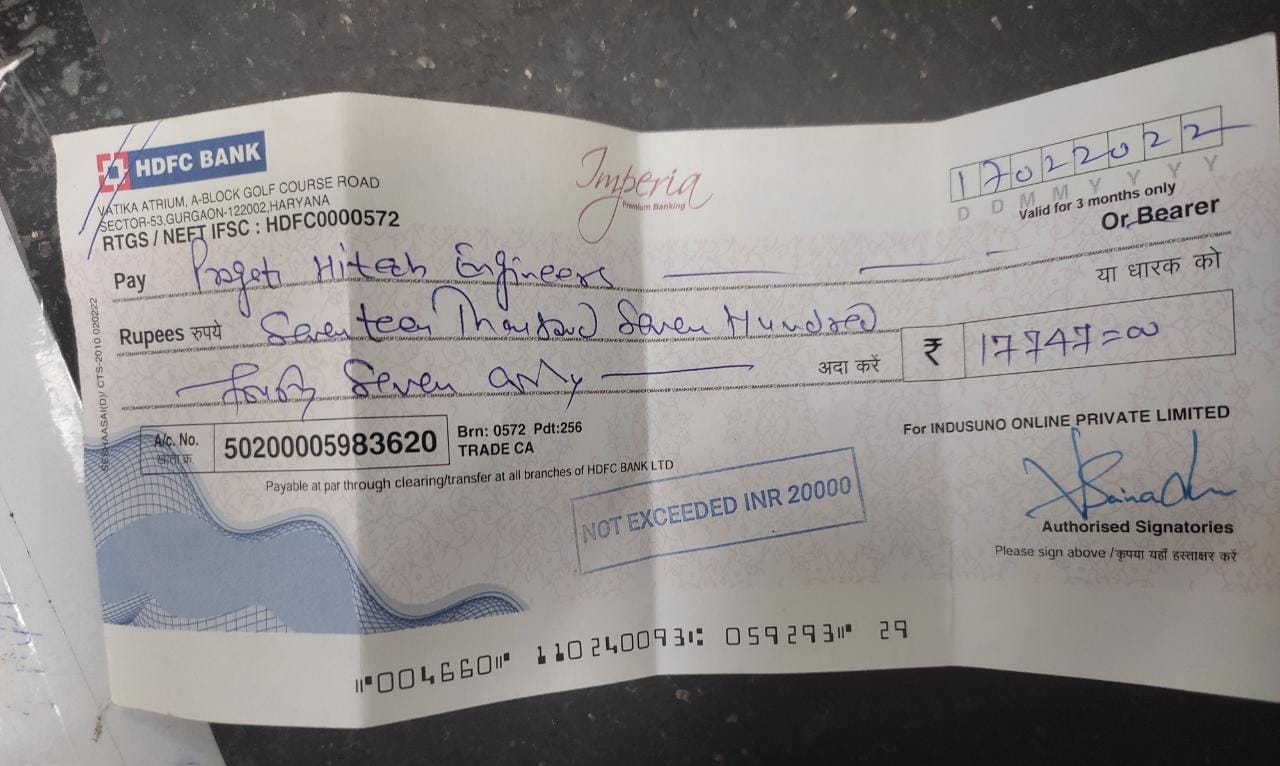 HDFC BANK
VATIKA ATRIUM, A-BLOCK GOLF COURSE ROAD
SECTOR-53,GURGAON-122002,HARYANA
RTGS / NEFT IFSC : HDFC0000572
Imperia
Premium Banking
17022022
D D M M Y Y Y Y
Valid for 3 months only
Or Bearer
Pay Pragati Hitech Engineers
या धारक को
Rupees रुपये Seventeen Thousand Seven Hundred
Seven only अदा करें ₹ 17747=00
A/c. No. 50200005983620 Brn: 0572 Pdt:256
खाता क्र. TRADE CA
Payable at par through clearing/transfer at all branches of HDFC BANK LTD
For INDUSUNO ONLINE PRIVATE LIMITED
NOT EXCEEDED INR 20000
Authorised Signatories
Please sign above / कृपया यहाँ हस्ताक्षर करें
⑈004660⑈ 110240093⑆ 059293⑈ 29
CTS-2010 020222